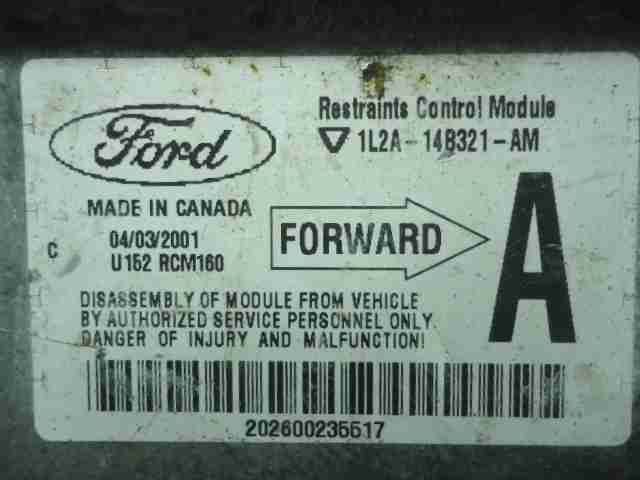 Ford
Restraints Control Module
1L2A-14B321-AM
MADE IN CANADA
C
04/03/2001
U152 RCM160
FORWARD
A
DISASSEMBLY OF MODULE FROM VEHICLE
BY AUTHORIZED SERVICE PERSONNEL ONLY.
DANGER OF INJURY AND MALFUNCTION!
202600235517